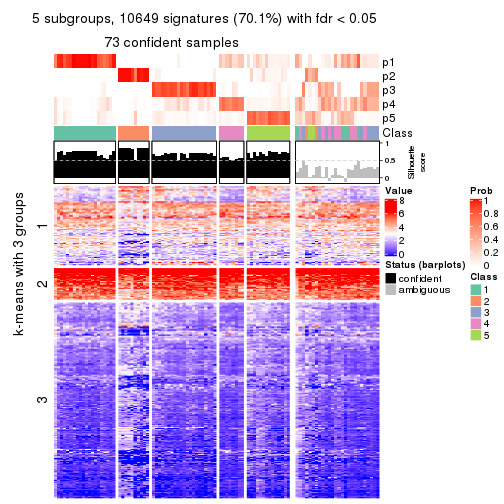 5 subgroups, 10649 signatures (70.1%) with fdr < 0.05
73 confident samples
p1
p2
p3
p4
p5
Class
1
0.5
0
Silhouette
score
k-means with 3 groups
1
2
3
Value
8
6
4
2
0
Status (barplots)
confident
ambiguous
Prob
1
0.8
0.6
0.4
0.2
0
Class
1
2
3
4
5